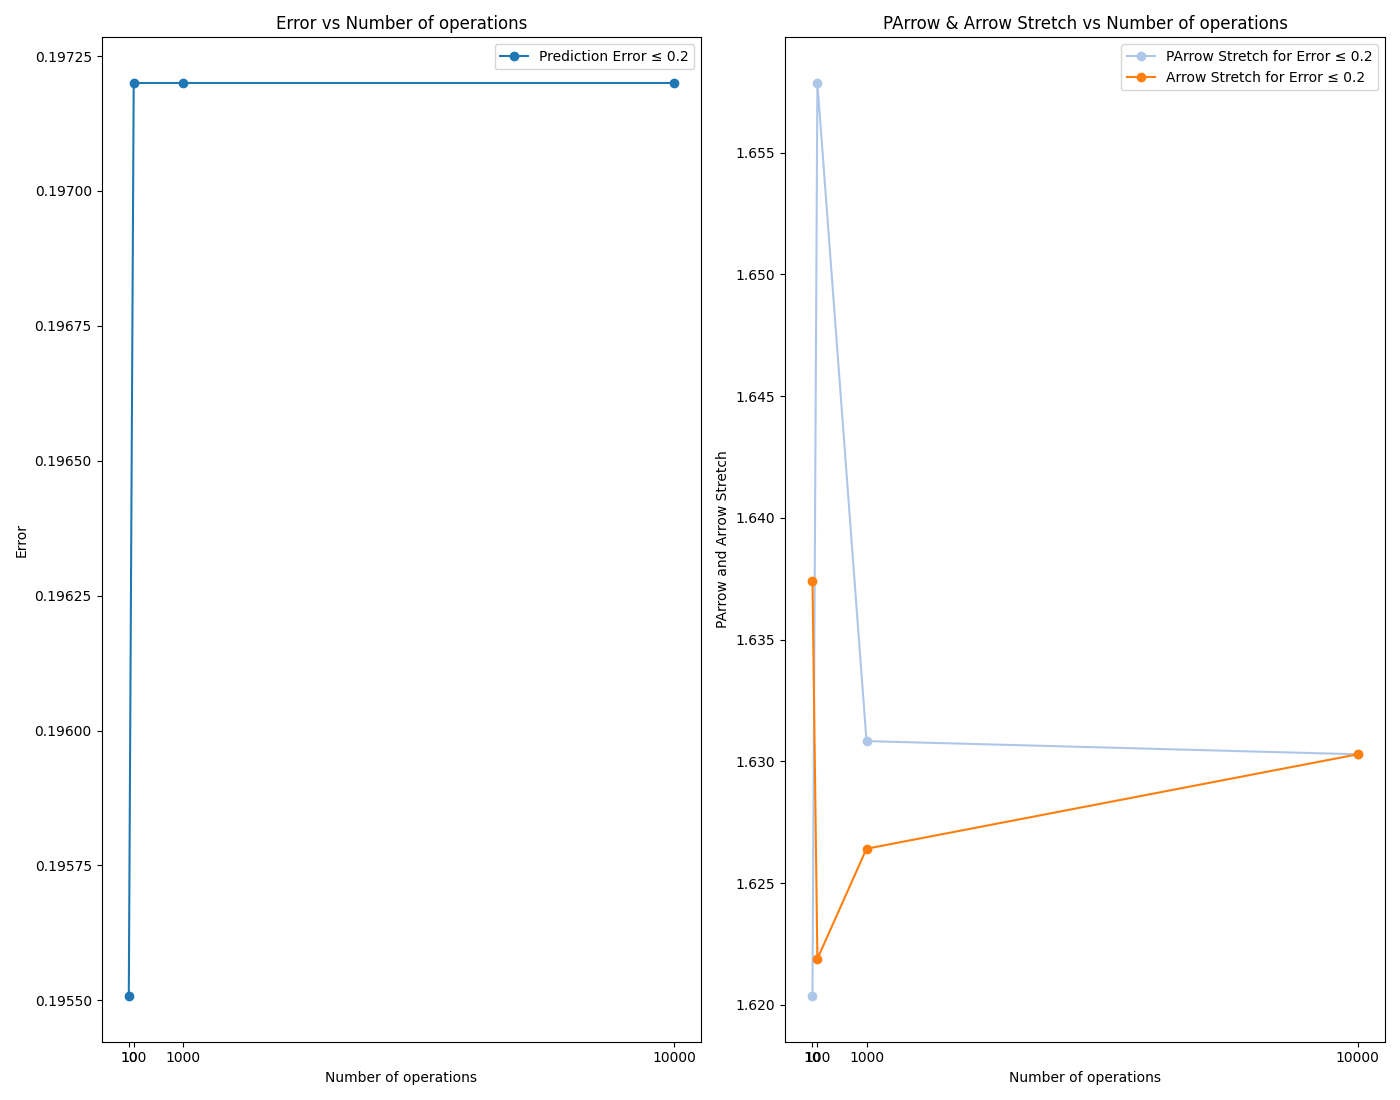 Error vs Number of operations
Prediction Error ≤ 0.2
0.19725
0.19700
0.19675
0.19650
0.19625
0.19600
0.19575
0.19550
Error
10 100 1000 10000
Number of operations
PArrow & Arrow Stretch vs Number of operations
PArrow Stretch for Error ≤ 0.2
Arrow Stretch for Error ≤ 0.2
1.655
1.650
1.645
1.640
1.635
1.630
1.625
1.620
PArrow and Arrow Stretch
10 100 1000 10000
Number of operations